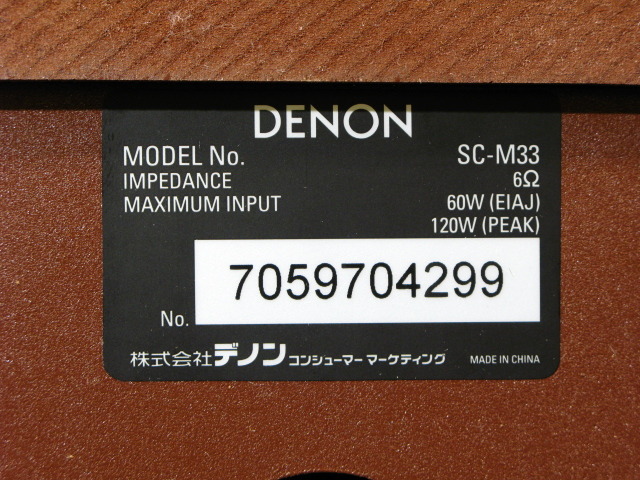 DENON
MODEL No. SC-M33
IMPEDANCE 6Ω
MAXIMUM INPUT 60W (EIAJ)
120W (PEAK)
7059704299
No.
株式会社デノン コンシューマー マーケティング MADE IN CHINA